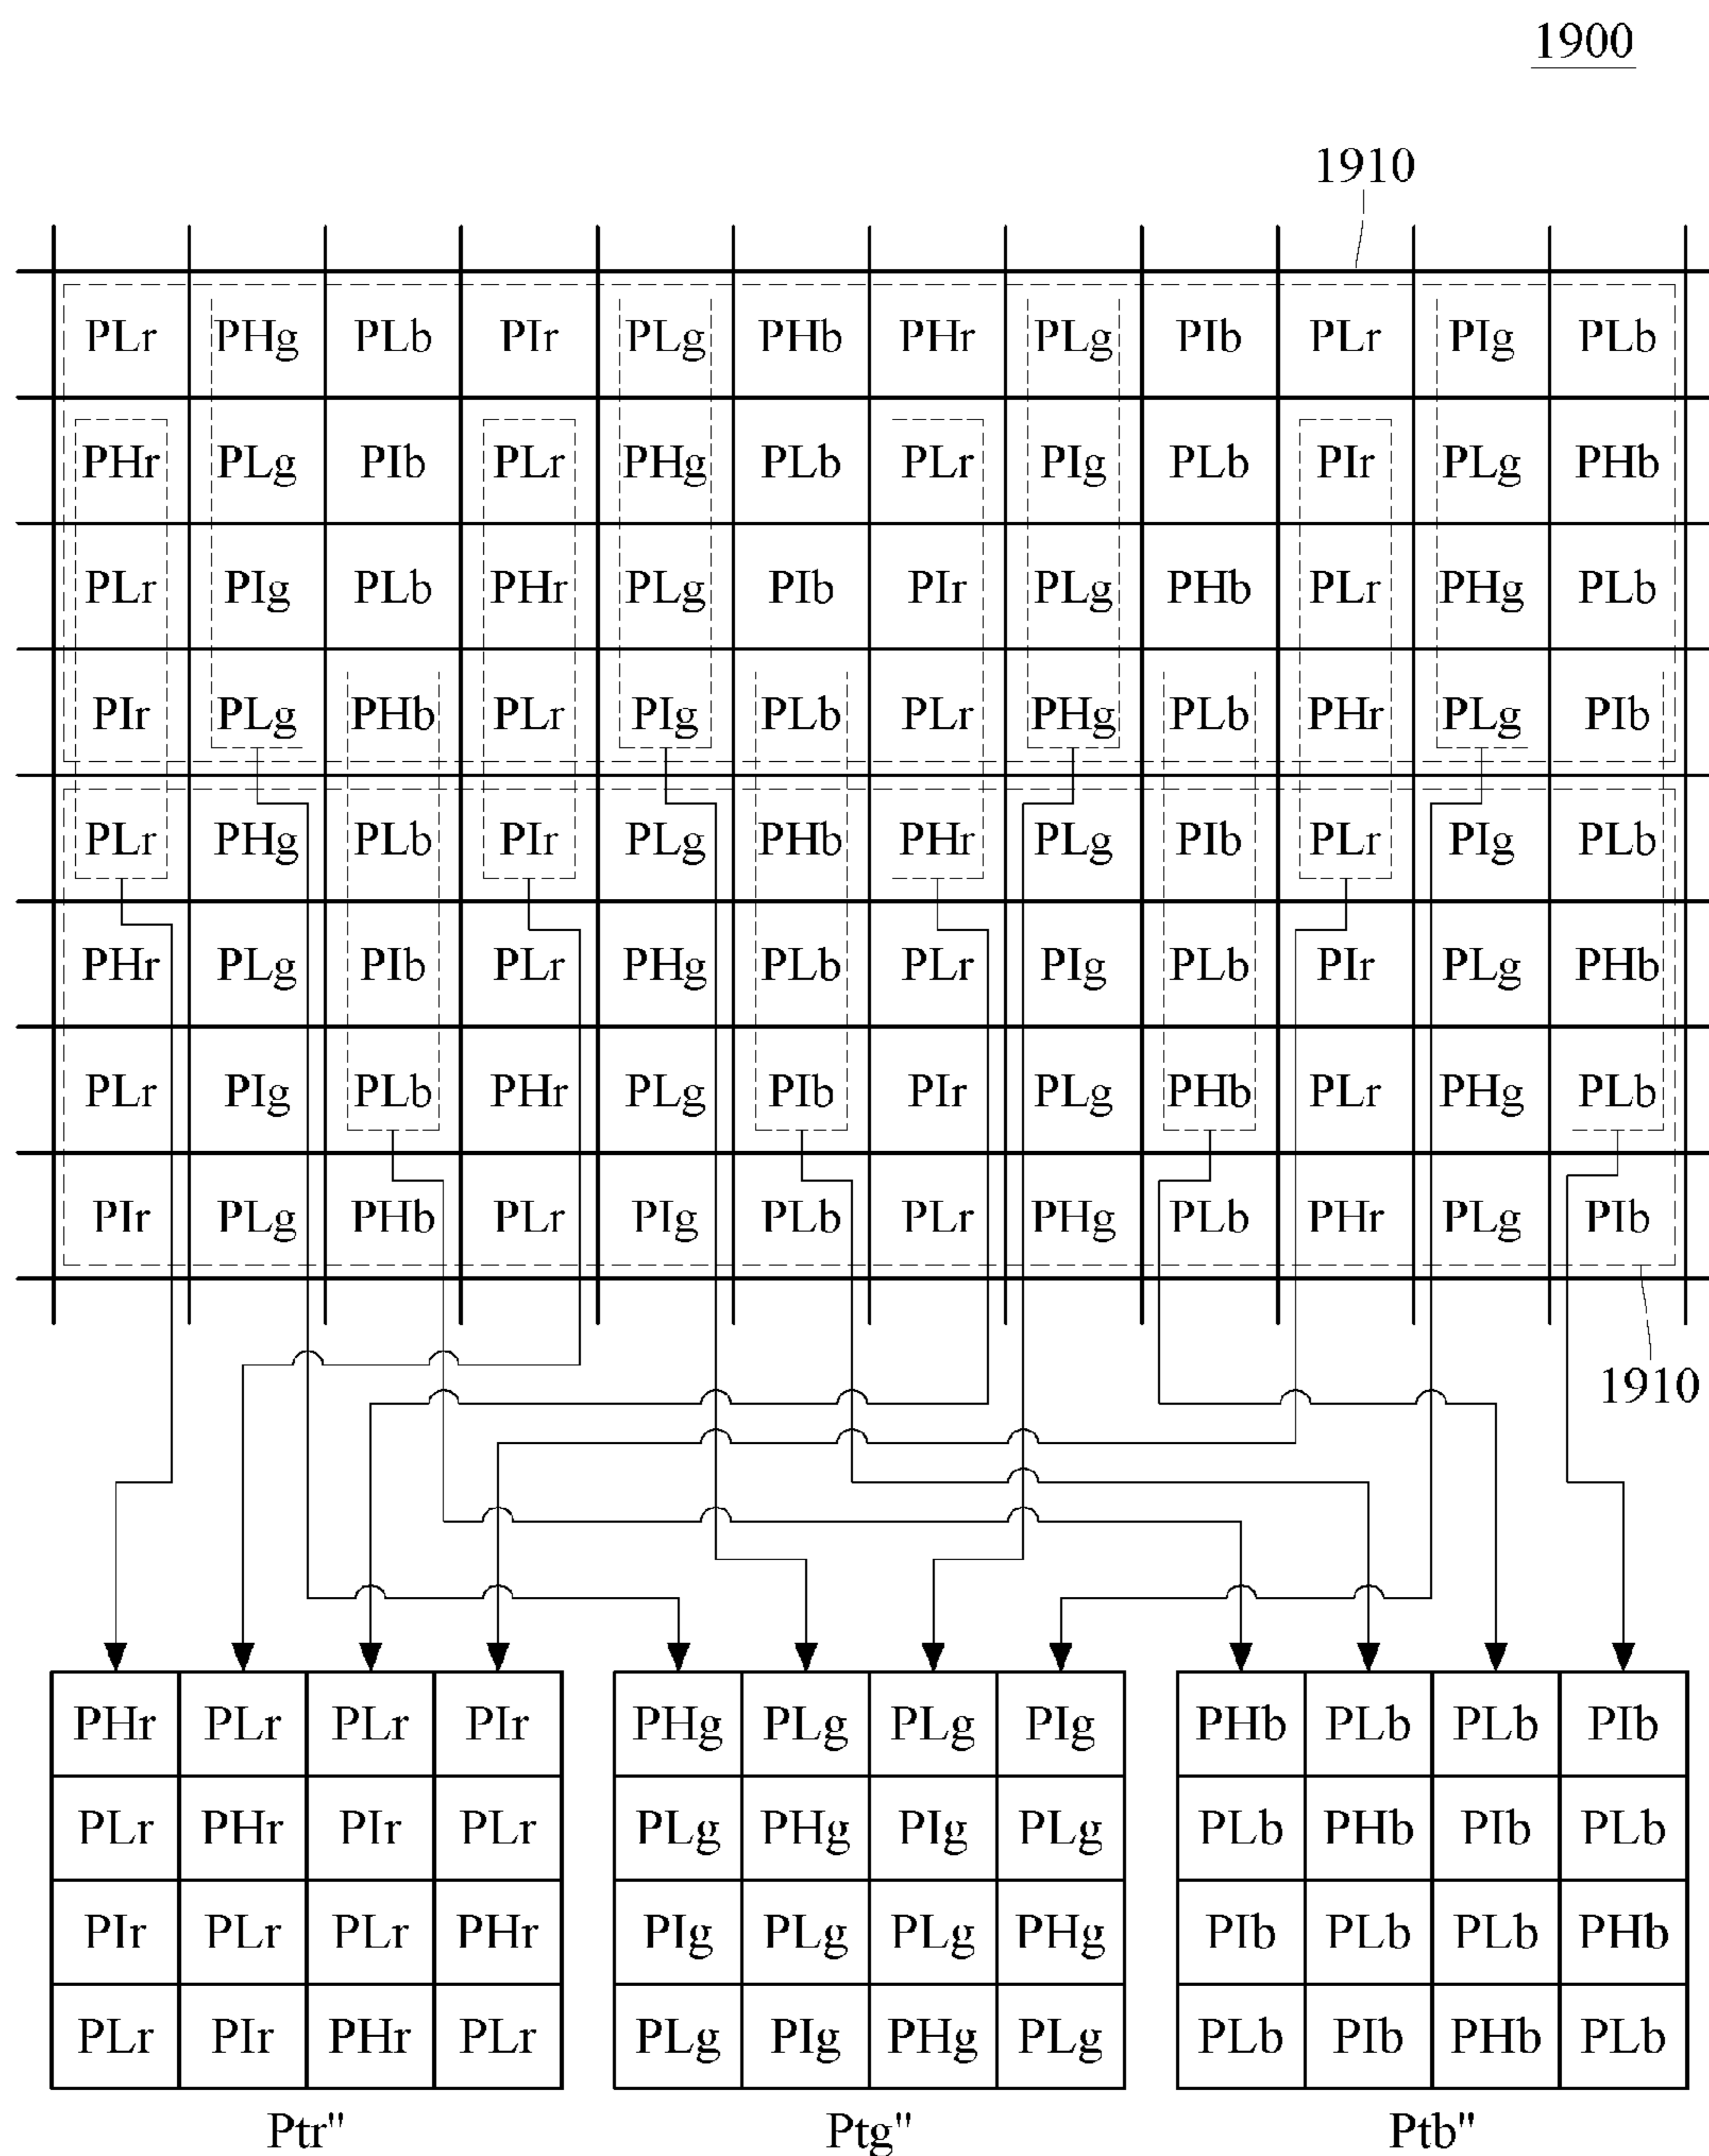 1900
1910
PLr PHg PLb PIr PLg PHb PHr PLg PIb PLr PIg PLb
PHr PLg PIb PLr PHg PLb PLr PIg PLb PIr PLg PHb
PLr PIg PLb PHr PLg PIb PIr PLg PHb PLr PHg PLb
PIr PLg PHb PLr PIg PLb PLr PHg PLb PHr PLg PIb
PLr PHg PLb PIr PLg PHb PHr PLg PIb PLr PIg PLb
PHr PLg PIb PLr PHg PLb PLr PIg PLb PIr PLg PHb
PLr PIg PLb PHr PLg PIb PIr PLg PHb PLr PHg PLb
PIr PLg PHb PLr PIg PLb PLr PHg PLb PHr PLg PIb
1910
PHr PLr PLr PIr PHg PLg PLg PIg PHb PLb PLb PIb
PLr PHr PIr PLr PLg PHg PIg PLg PLb PHb PIb PLb
PIr PLr PLr PHr PIg PLg PLg PHg PIb PLb PLb PHb
PLr PIr PHr PLr PLg PIg PHg PLg PLb PIb PHb PLb
Ptr" Ptg" Ptb"